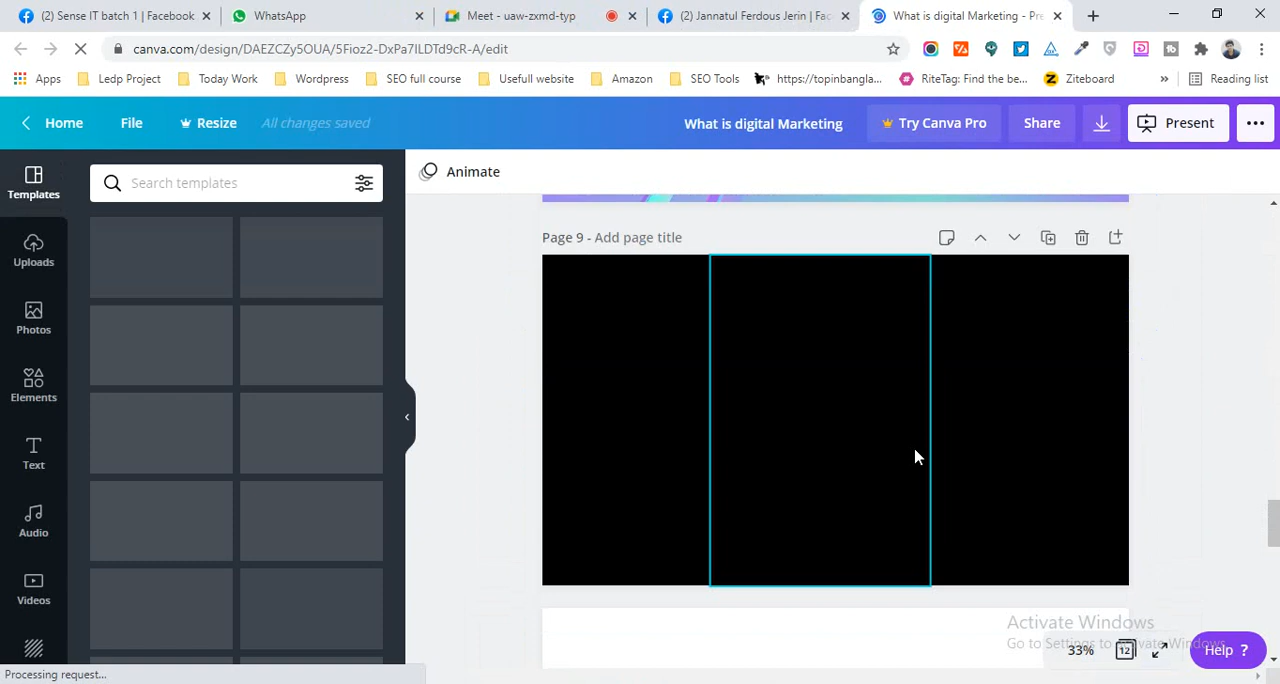 (2) Sense IT batch 1 | Facebook
WhatsApp
Meet - uaw-zxmd-typ
(2) Jannatul Ferdous Jerin | Fac
What is digital Marketing - Pre
canva.com/design/DAEZCZy5OUA/5Fioz2-DxPa7ILDTd9cR-A/edit
Apps
Ledp Project
Today Work
Wordpress
SEO full course
Usefull website
Amazon
SEO Tools
https://topinbangla...
RiteTag: Find the be...
Ziteboard
»
Reading list
Home
File
Resize
All changes saved
What is digital Marketing
Try Canva Pro
Share
Present
Templates
Search templates
Animate
Uploads
Page 9 - Add page title
Photos
Elements
Text
Audio
Videos
Activate Windows
Go to Settings to activate Windows.
33%
12
Help ?
Processing request...